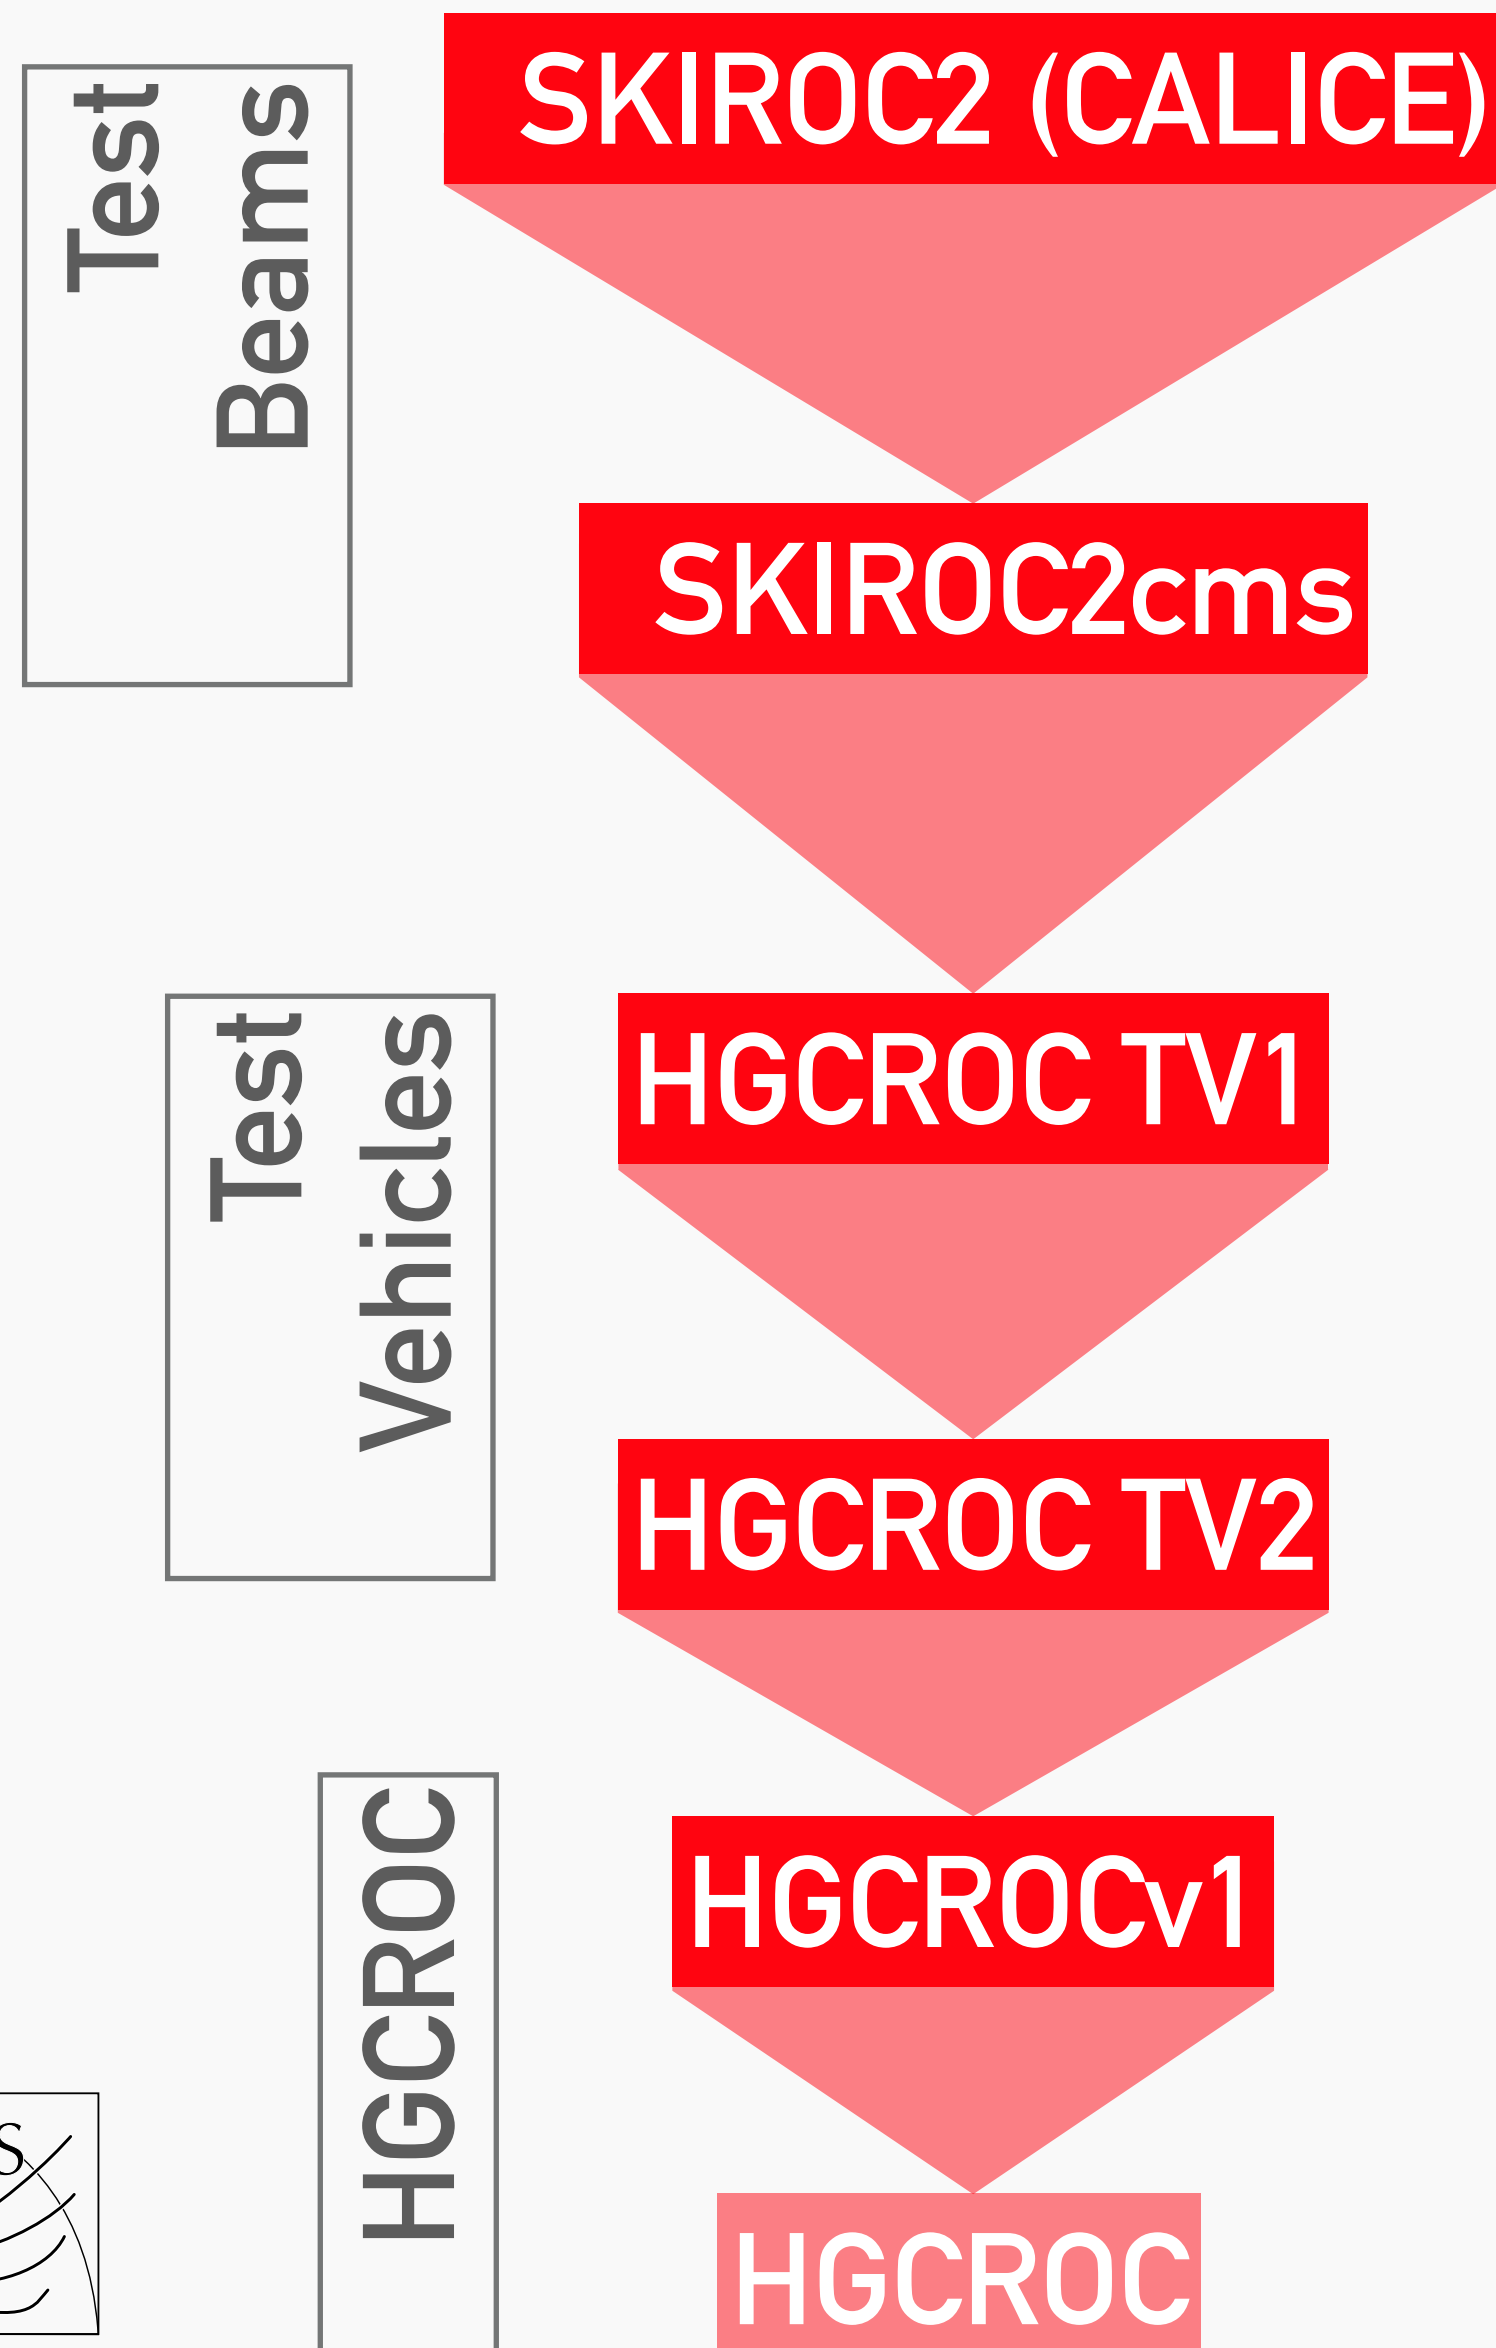 Test
Beams
SKIROC2 (CALICE)
SKIROC2cms
Test
Vehicles
HGCROC TV1
HGCROC TV2
HGCROC
HGCROCv1
HGCROC
S